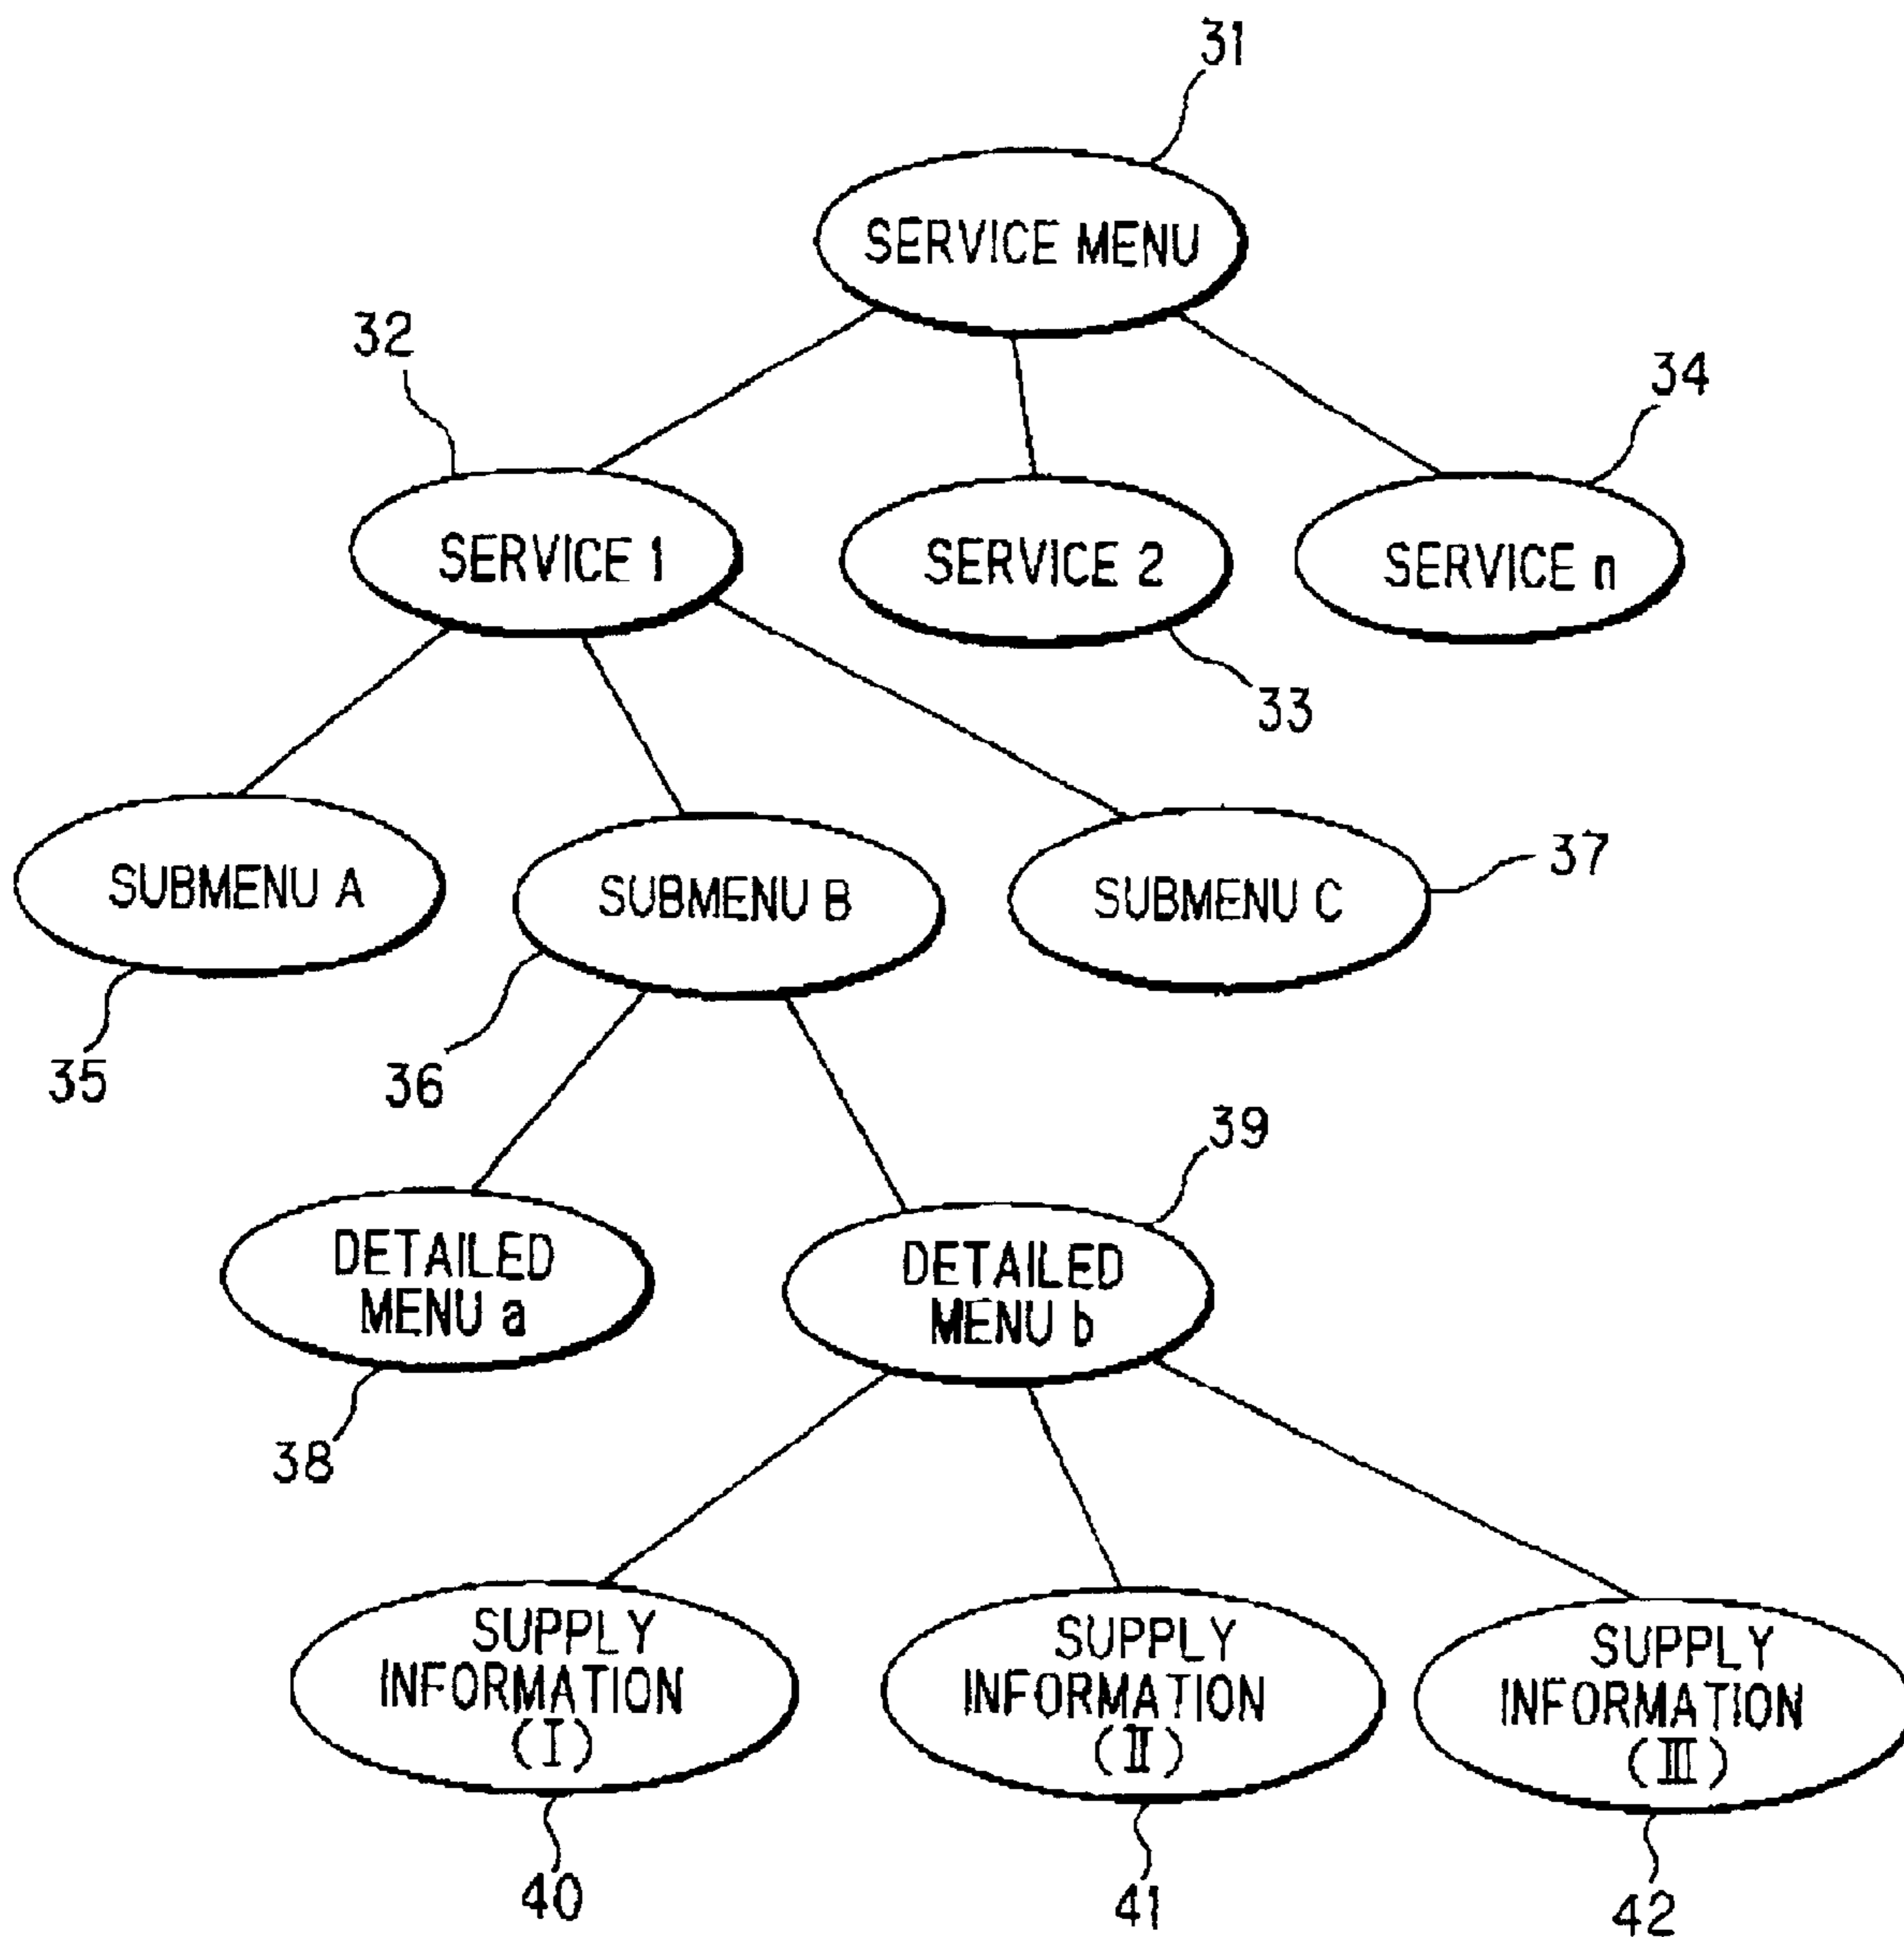 31
SERVICE MENU
32
34
SERVICE 1
SERVICE 2
SERVICE n
33
SUBMENU A
SUBMENU B
SUBMENU C
37
35
36
39
DETAILED
MENU a
DETAILED
MENU b
38
SUPPLY
INFORMATION
(I)
SUPPLY
INFORMATION
(II)
SUPPLY
INFORMATION
(III)
40
41
42